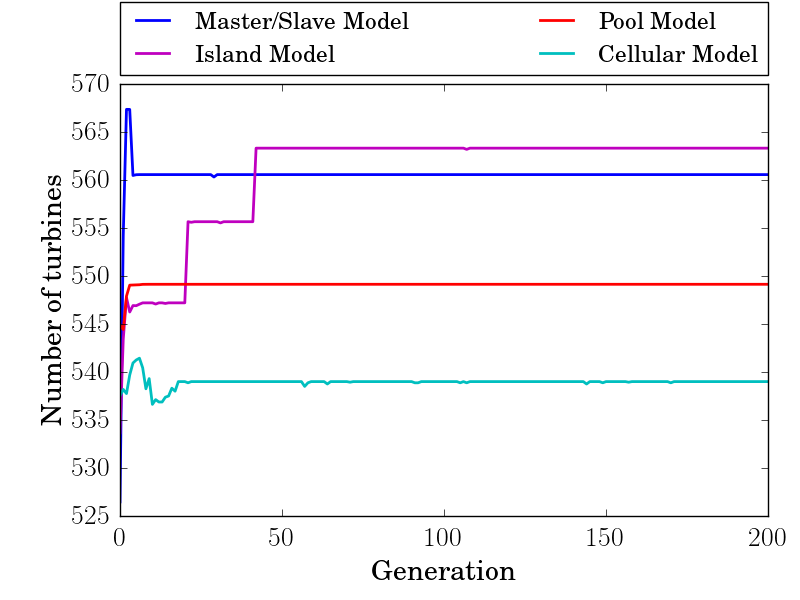 Master/Slave Model Pool Model
Island Model Cellular Model
570
565
560
555
550
545
540
535
530
525
Number of turbines
0 50 100 150 200
Generation